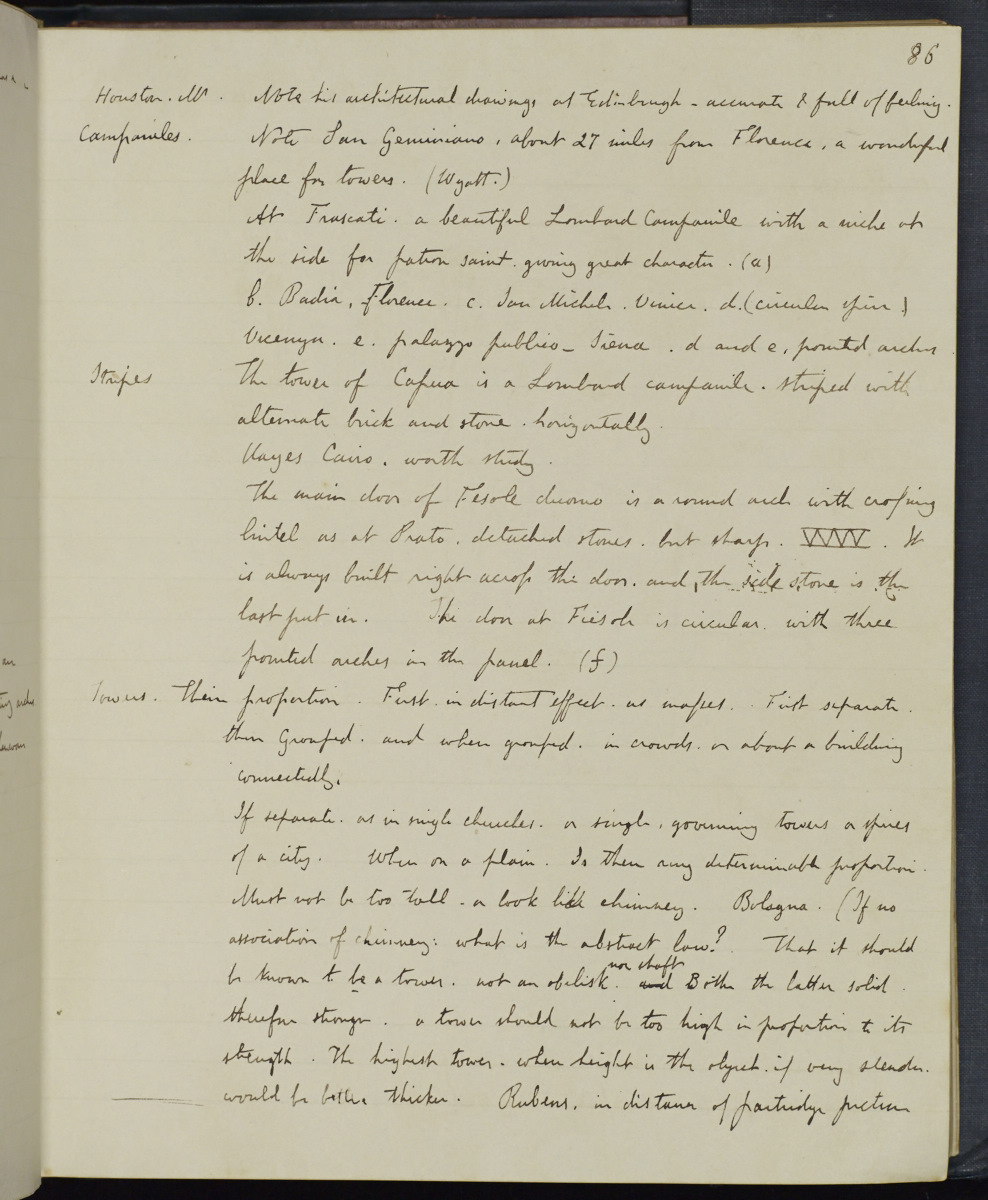 86
Houston. Mr. Note his architectural drawings at Edinburgh - accurate & full of feeling.
Campaniles. Note San Geminiano, about 27 miles from Florence, a wonderful
place for towers. (Wyatt.)
At Frascati. a beautiful Lombard Campanile with a niche at
the side for patron saint. giving great character. (a)
b. Badia, Florence. c. San Michele. Venice. d. (circular spire)
Vicenza. e. palazzo publico - Siena. d and e, pointed arches.
Stripes The tower of Capua is a Lombard campanile. striped with
alternate brick and stone. horizontally.
Hayes Cairo. worth study.
The main door of Fesole duomo is a round arch with crossing
lintel as at Prato. detached stones. but sharp. . It
is always built right across the door. and, the side stone is the
last put in. The door at Fiesole is circular. with three
pointed arches in the panel. (f)
Towers. Their proportion. First. in distant effect. as masses. First separate.
then Grouped. and when grouped. in crowds. or about a building
connectedly.
If separate. as in single churches. or single, governing towers or spires
of a city. When on a plain. Is there any determinable proportion.
Must not be too tall. or look like chimney. Bologna. (If no
association of chimney: what is the abstract law? That it should
be known to be a tower. not an obelisk. nor shaft and Both the latter solid.
therefore stronger. a tower should not be too high in proportion to its
strength. The highest tower. when height is the object. if very slender.
would be better thicker. Rubens, in distance of partridge picture